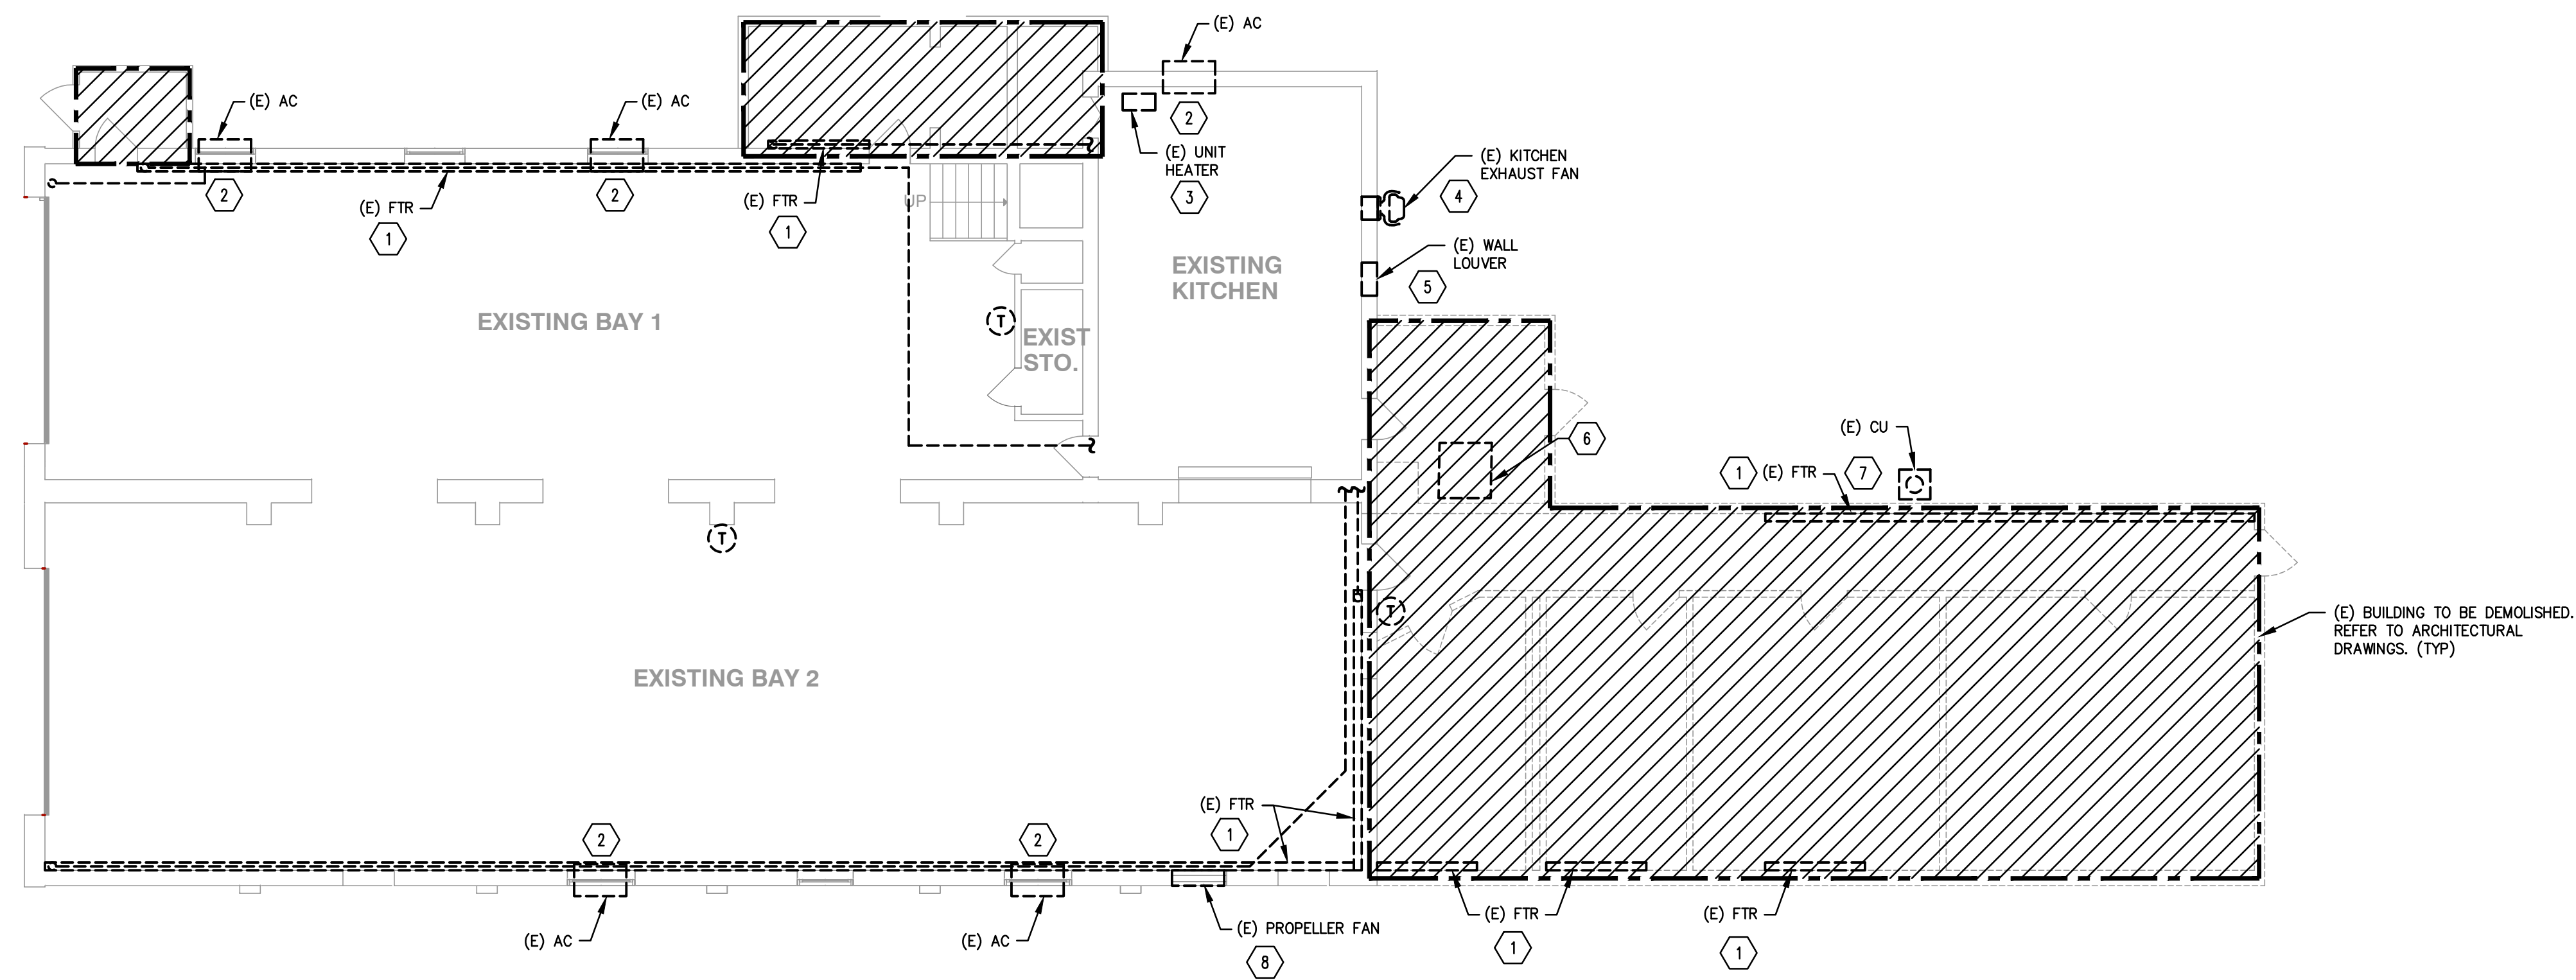 (E) AC
(E) AC
(E) AC
2
(E) UNIT
HEATER
3
(E) KITCHEN
EXHAUST FAN
4
2
2
(E) FTR
1
(E) FTR
1
UP
(E) WALL
LOUVER
5
EXISTING
KITCHEN
EXISTING BAY 1
T
EXIST
STO.
6
(E) CU
1
(E) FTR
7
T
T
(E) BUILDING TO BE DEMOLISHED.
REFER TO ARCHITECTURAL
DRAWINGS. (TYP)
EXISTING BAY 2
(E) FTR
1
2
2
(E) AC
(E) AC
(E) PROPELLER FAN
8
(E) FTR
1
(E) FTR
1